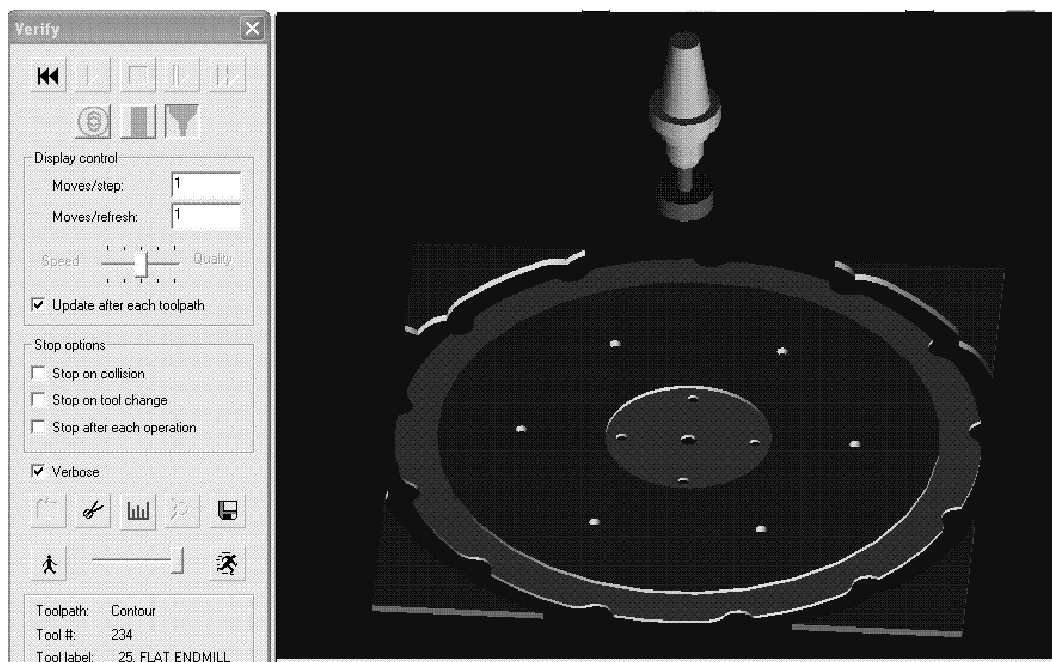 Verify
Display control
Moves/step: 1
Moves/refresh: 1
Speed Quality
Update after each toolpath
Stop options
Stop on collision
Stop on tool change
Stop after each operation
Verbose
Toolpath: Contour
Tool #: 234
Tool label: 25. FLAT ENDMILL